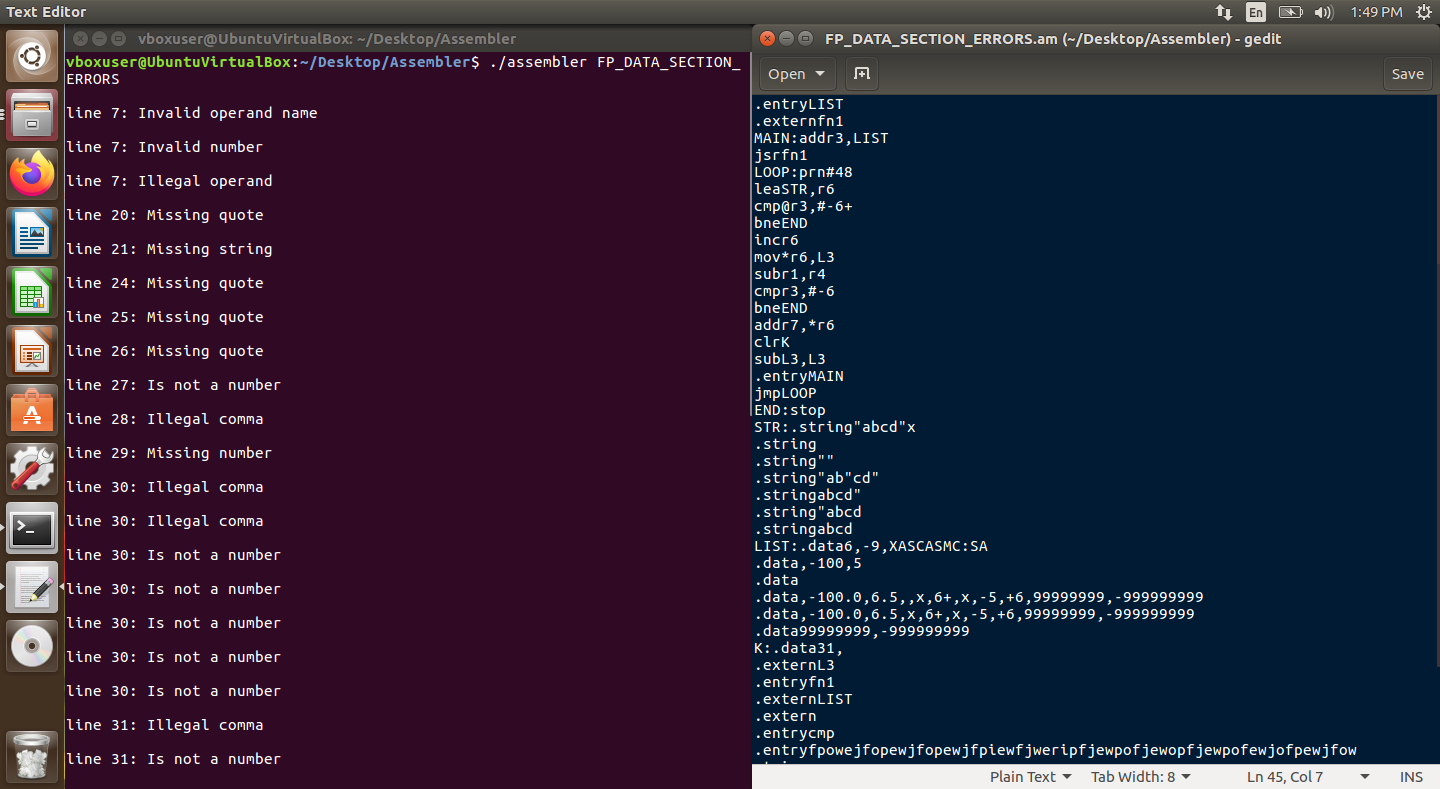 Text Editor
En
1:49 PM
vboxuser@UbuntuVirtualBox: ~/Desktop/Assembler
vboxuser@UbuntuVirtualBox:~/Desktop/Assembler$ ./assembler FP_DATA_SECTION_
ERRORS
line 7: Invalid operand name
line 7: Invalid number
line 7: Illegal operand
line 20: Missing quote
line 21: Missing string
line 24: Missing quote
line 25: Missing quote
line 26: Missing quote
line 27: Is not a number
line 28: Illegal comma
line 29: Missing number
line 30: Illegal comma
line 30: Illegal comma
line 30: Is not a number
line 30: Is not a number
line 30: Is not a number
line 30: Is not a number
line 30: Is not a number
line 31: Illegal comma
line 31: Is not a number
FP_DATA_SECTION_ERRORS.am (~/Desktop/Assembler) - gedit
Open
Save
.entryLIST
.externfn1
MAIN:addr3,LIST
jsrfn1
LOOP:prn#48
leaSTR,r6
cmp@r3,#-6+
bneEND
incr6
mov*r6,L3
subr1,r4
cmpr3,#-6
bneEND
addr7,*r6
clrK
subL3,L3
.entryMAIN
jmpLOOP
END:stop
STR:.string"abcd"x
.string
.string""
.string"ab"cd"
.stringabcd"
.string"abcd
.stringabcd
LIST:.data6,-9,XASCASMC:SA
.data,-100,5
.data
.data,-100.0,6.5,,x,6+,x,-5,+6,99999999,-999999999
.data,-100.0,6.5,x,6+,x,-5,+6,99999999,-999999999
.data99999999,-999999999
K:.data31,
.externL3
.entryfn1
.externLIST
.extern
.entrycmp
.entryfpowejfopewjfopewjfpiewfjweripfjewpofjewopfjewpofewjofpewjfow
Plain Text
Tab Width: 8
Ln 45, Col 7
INS